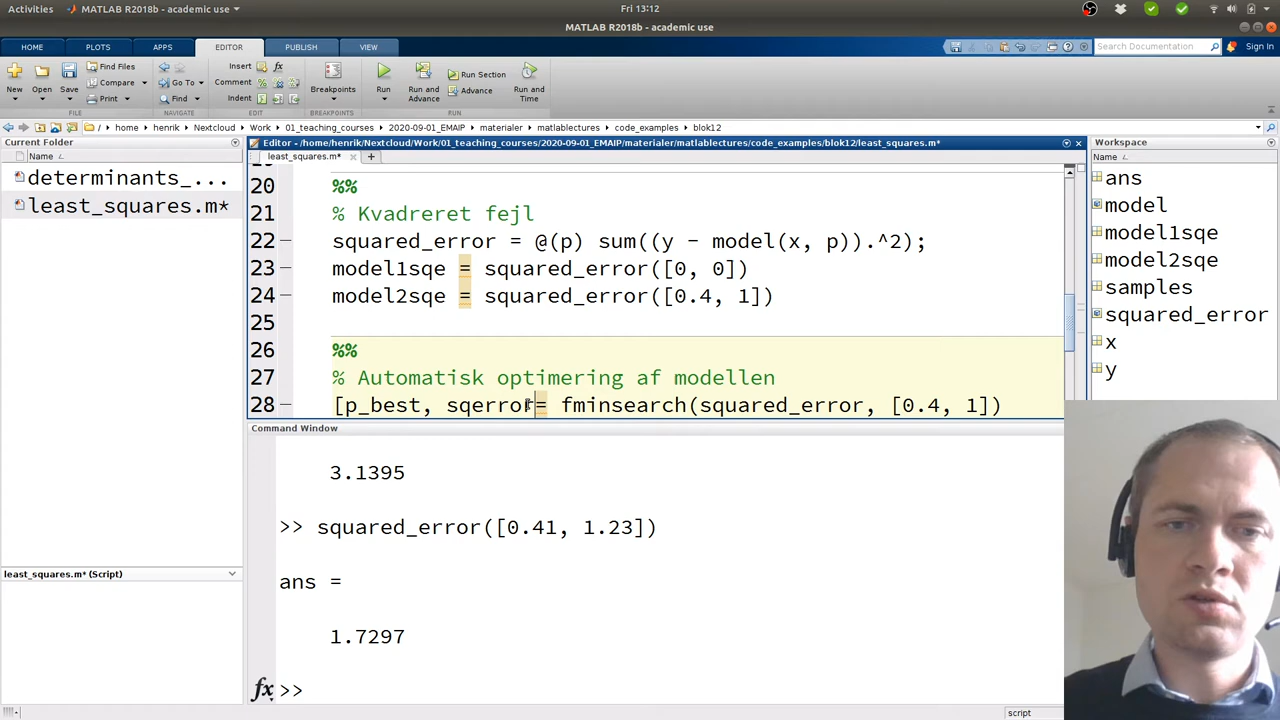 Activities
MATLAB R2018b - academic use
Fri 13:12
MATLAB R2018b - academic use
HOME PLOTS APPS EDITOR PUBLISH VIEW
Search Documentation
Sign In
New Open Save
Find Files
Compare
Print
Go To
Find
Insert fx
Comment
Indent
Breakpoints
Run
Run and Advance
Run Section
Advance
Run and Time
FILE NAVIGATE EDIT BREAKPOINTS RUN
/ home henrik Nextcloud Work 01_teaching_courses 2020-09-01_EMAIP materialer matlablectures code_examples blok12
Current Folder
Name
determinants_...
least_squares.m*
least_squares.m* (Script)
Editor - /home/henrik/Nextcloud/Work/01_teaching_courses/2020-09-01_EMAIP/materialer/matlablectures/code_examples/blok12/least_squares.m*
least_squares.m*
20 %%
21 % Kvadreret fejl
22 squared_error = @(p) sum((y - model(x, p)).^2);
23 model1sqe = squared_error([0, 0])
24 model2sqe = squared_error([0.4, 1])
25
26 %%
27 % Automatisk optimering af modellen
28 [p_best, sqerror= fminsearch(squared_error, [0.4, 1])
Command Window
3.1395
>> squared_error([0.41, 1.23])
ans =
1.7297
fx >>
Workspace
Name
ans
model
model1sqe
model2sqe
samples
squared_error
x
y
script